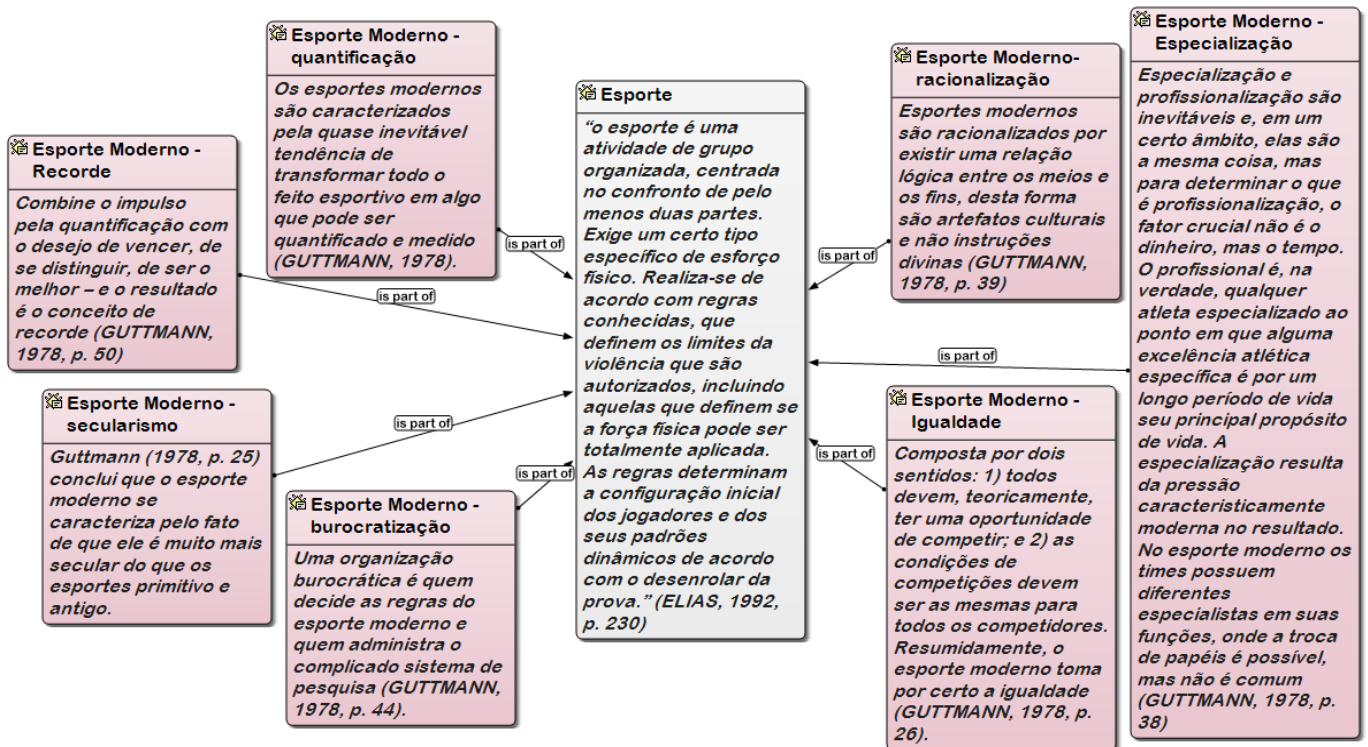 Esporte Moderno -
quantificação
Os esportes modernos
são caracterizados
pela quase inevitável
tendência de
transformar todo o
feito esportivo em algo
que pode ser
quantificado e medido
(GUTTMANN, 1978).
Esporte Moderno -
Recorde
Combine o impulso
pela quantificação com
o desejo de vencer, de
se distinguir, de ser o
melhor – e o resultado
é o conceito de
recorde (GUTTMANN,
1978, p. 50)
Esporte Moderno -
secularismo
Guttmann (1978, p. 25)
conclui que o esporte
moderno se
caracteriza pelo fato
de que ele é muito mais
secular do que os
esportes primitivo e
antigo.
Esporte Moderno -
burocratização
Uma organização
burocrática é quem
decide as regras do
esporte moderno e
quem administra o
complicado sistema de
pesquisa (GUTTMANN,
1978, p. 44).
is part of
is part of
is part of
is part of
Esporte
“o esporte é uma
atividade de grupo
organizada, centrada
no confronto de pelo
menos duas partes.
Exige um certo tipo
específico de esforço
físico. Realiza-se de
acordo com regras
conhecidas, que
definem os limites da
violência que são
autorizados, incluindo
aquelas que definem se
a força física pode ser
totalmente aplicada.
As regras determinam
a configuração inicial
dos jogadores e dos
seus padrões
dinâmicos de acordo
com o desenrolar da
prova.” (ELIAS, 1992,
p. 230)
is part of
is part of
is part of
Esporte Moderno-
racionalização
Esportes modernos
são racionalizados por
existir uma relação
lógica entre os meios e
os fins, desta forma
são artefatos culturais
e não instruções
divinas (GUTTMANN,
1978, p. 39)
Esporte Moderno -
Igualdade
Composta por dois
sentidos: 1) todos
devem, teoricamente,
ter uma oportunidade
de competir; e 2) as
condições de
competições devem
ser as mesmas para
todos os competidores.
Resumidamente, o
esporte moderno toma
por certo a igualdade
(GUTTMANN, 1978, p.
26).
Esporte Moderno -
Especialização
Especialização e
profissionalização são
inevitáveis e, em um
certo âmbito, elas são
a mesma coisa, mas
para determinar o que
é profissionalização, o
fator crucial não é o
dinheiro, mas o tempo.
O profissional é, na
verdade, qualquer
atleta especializado ao
ponto em que alguma
excelência atlética
específica é por um
longo período de vida
seu principal propósito
de vida. A
especialização resulta
da pressão
caracteristicamente
moderna no resultado.
No esporte moderno os
times possuem
diferentes
especialistas em suas
funções, onde a troca
de papéis é possível,
mas não é comum
(GUTTMANN, 1978, p.
38)